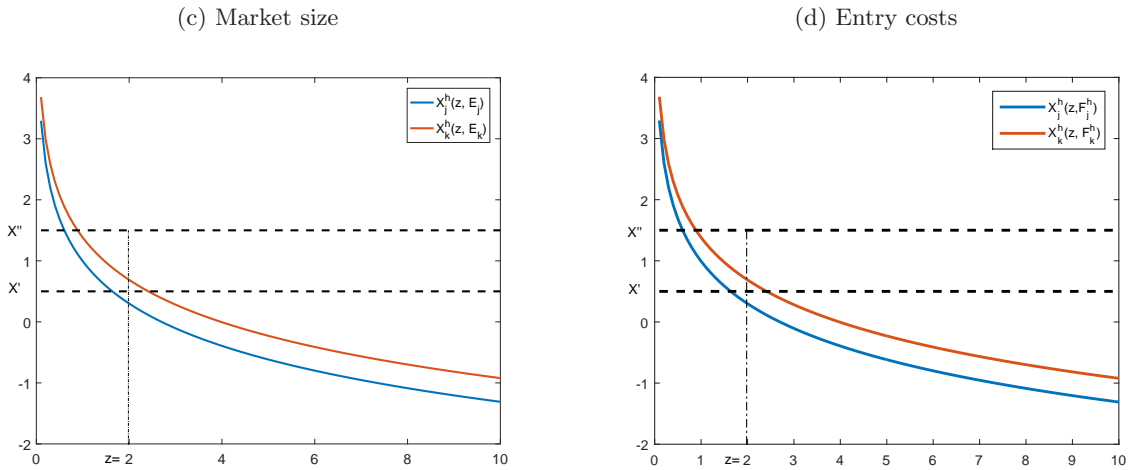 (c) Market size
(d) Entry costs
4
3
2
1
0
-1
-2
X"
X'
0
z= 2
4
6
8
10
X_j^h(z, E_j)
X_k^h(z, E_k)
4
3
2
1
0
-1
-2
X"
X'
0
1
z= 2
3
4
5
6
7
8
9
10
X_j^h(z,F_j^h)
X_k^h(z, F_k^h)